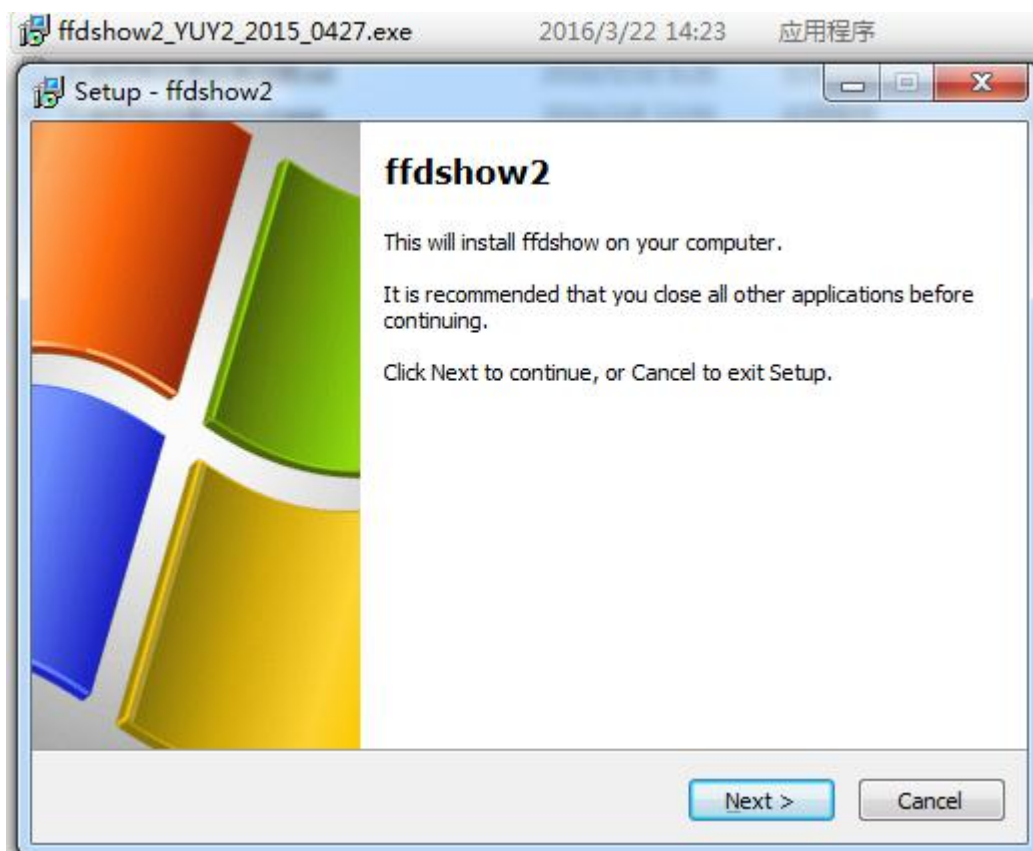 ffdshow2_YUY2_2015_0427.exe 2016/3/22 14:23 应用程序
Setup - ffdshow2
ffdshow2
This will install ffdshow on your computer.
It is recommended that you close all other applications before
continuing.
Click Next to continue, or Cancel to exit Setup.
Next > Cancel